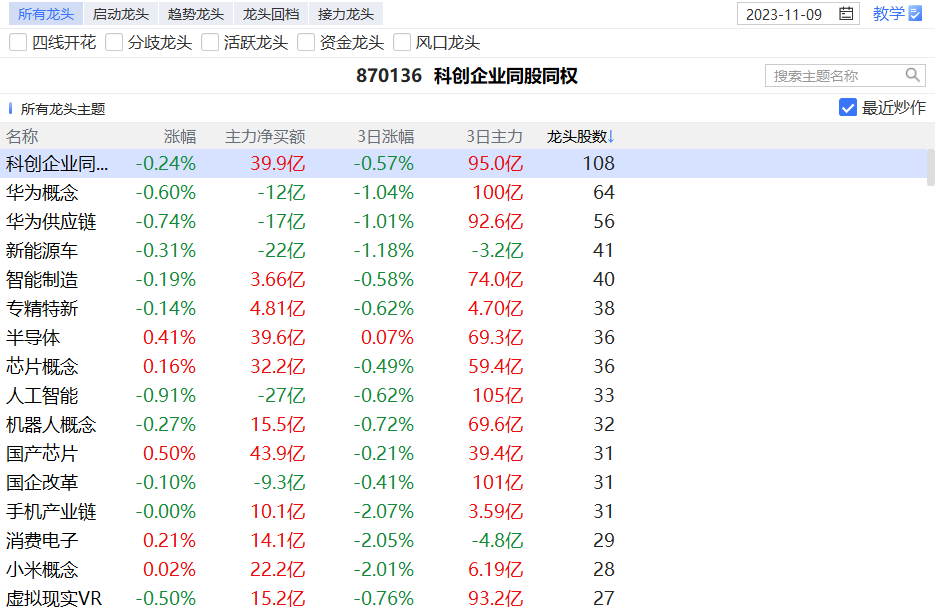 所有龙头 启动龙头 趋势龙头 龙头回档 接力龙头 2023-11-09 教学
四线开花 分歧龙头 活跃龙头 资金龙头 风口龙头
870136 科创企业同股同权 搜索主题名称
所有龙头主题 最近炒作
名称 涨幅 主力净买额 3日涨幅 3日主力 龙头股数↓
科创企业同... -0.24% 39.9亿 -0.57% 95.0亿 108
华为概念 -0.60% -12亿 -1.04% 100亿 64
华为供应链 -0.74% -17亿 -1.01% 92.6亿 56
新能源车 -0.31% -22亿 -1.18% -3.2亿 41
智能制造 -0.19% 3.66亿 -0.58% 74.0亿 40
专精特新 -0.14% 4.81亿 -0.62% 4.70亿 38
半导体 0.41% 39.6亿 0.07% 69.3亿 36
芯片概念 0.16% 32.2亿 -0.49% 59.4亿 36
人工智能 -0.91% -27亿 -0.62% 105亿 33
机器人概念 -0.27% 15.5亿 -0.72% 69.6亿 32
国产芯片 0.50% 43.9亿 -0.21% 39.4亿 31
国企改革 -0.10% -9.3亿 -0.41% 101亿 31
手机产业链 -0.00% 10.1亿 -2.07% 3.59亿 31
消费电子 0.21% 14.1亿 -2.05% -4.8亿 29
小米概念 0.02% 22.2亿 -2.01% 6.19亿 28
虚拟现实VR -0.50% 15.2亿 -0.76% 93.2亿 27